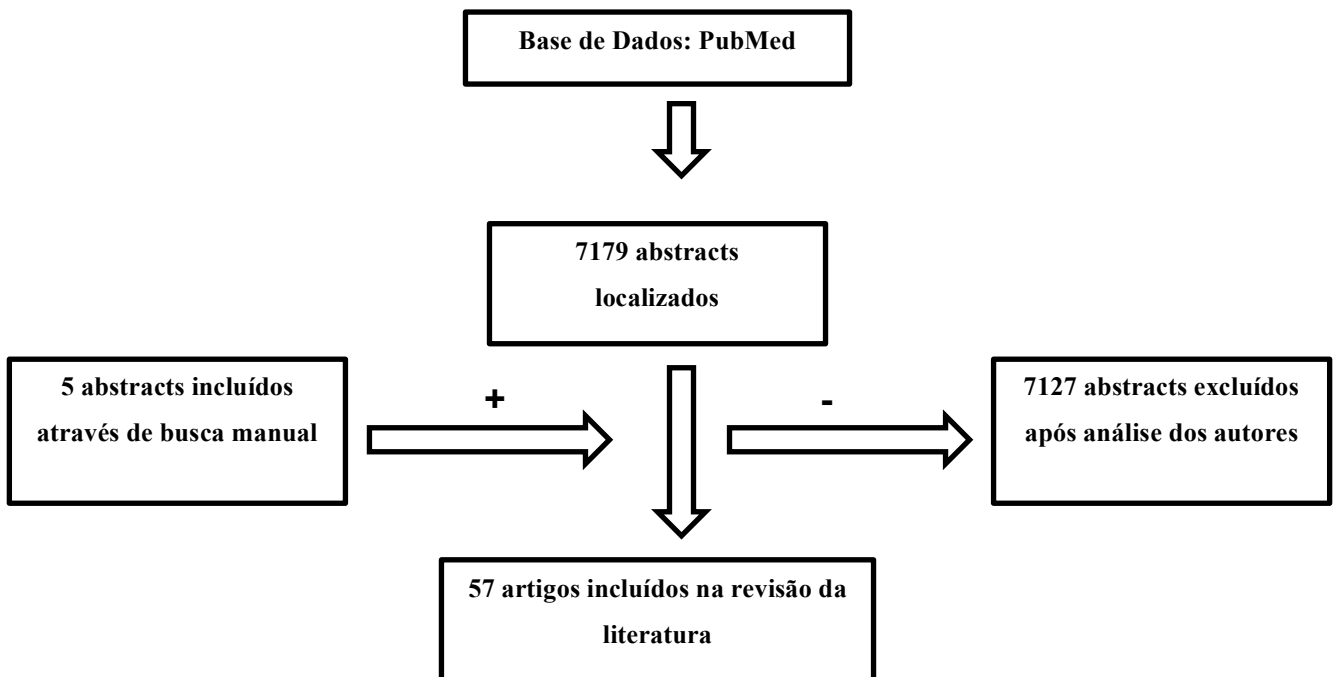 Base de Dados: PubMed
7179 abstracts
localizados
5 abstracts incluídos
através de busca manual
+
-
7127 abstracts excluídos
após análise dos autores
57 artigos incluídos na revisão da
literatura